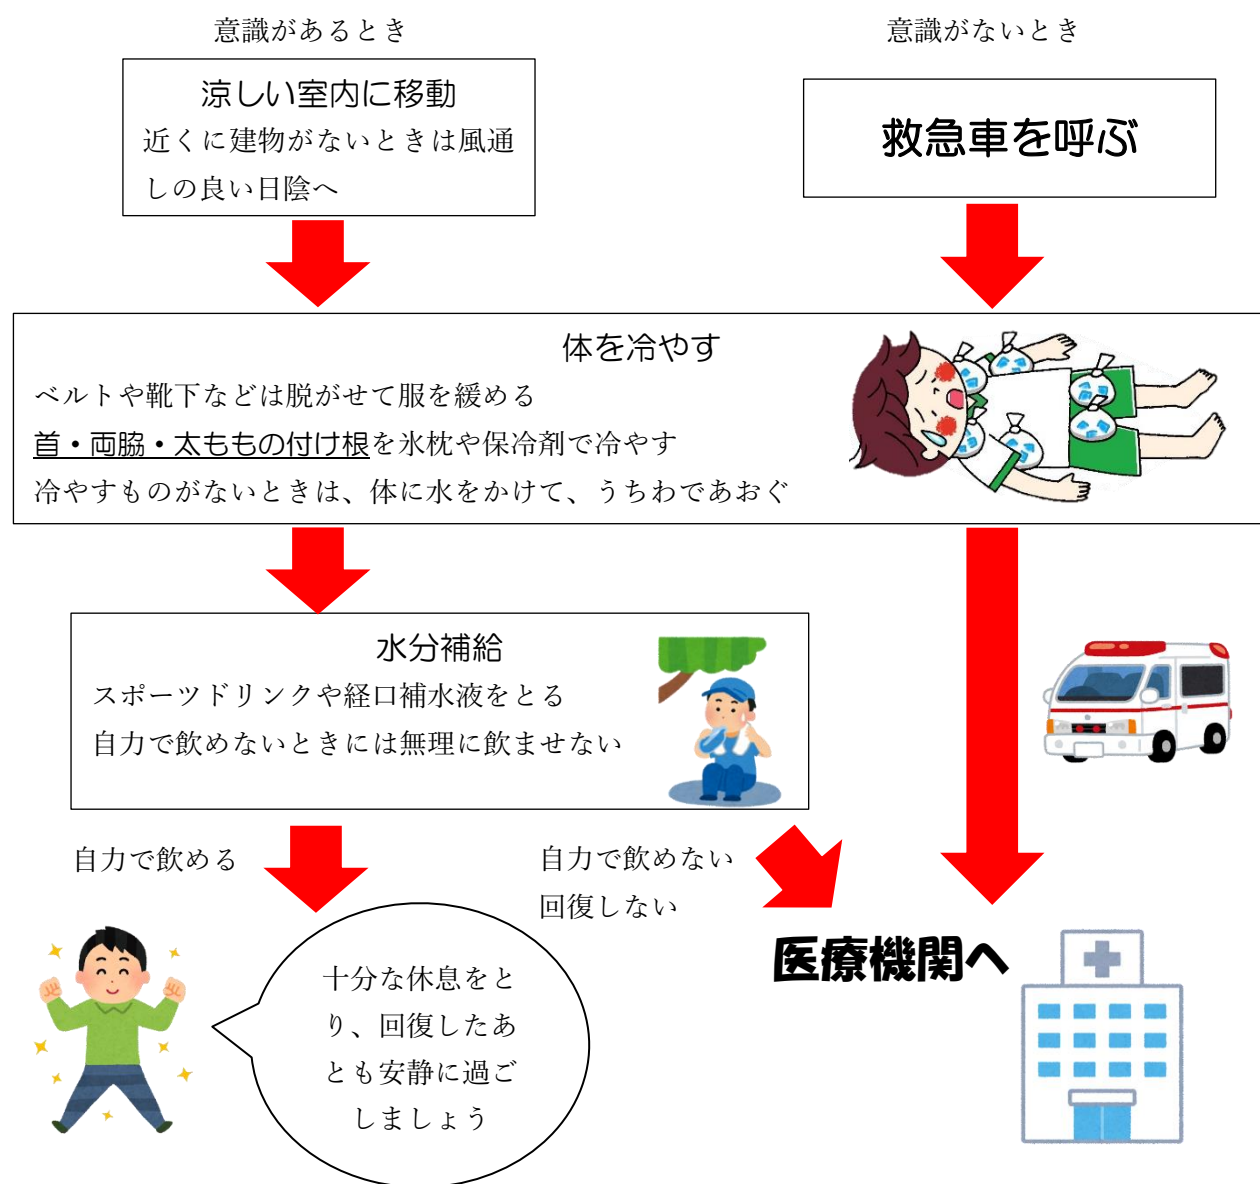 意識があるとき
意識がないとき
涼しい室内に移動
近くに建物がないときは風通
しの良い日陰へ
救急車を呼ぶ
体を冷やす
ベルトや靴下などは脱がせて服を緩める
首・両脇・太ももの付け根を氷枕や保冷剤で冷やす
冷やすものがないときは、体に水をかけて、うちわであおぐ
水分補給
スポーツドリンクや経口補水液をとる
自力で飲めないときには無理に飲ませない
自力で飲める
自力で飲めない
回復しない
医療機関へ
十分な休息をと
り、回復したあ
とも安静に過ご
しましょう